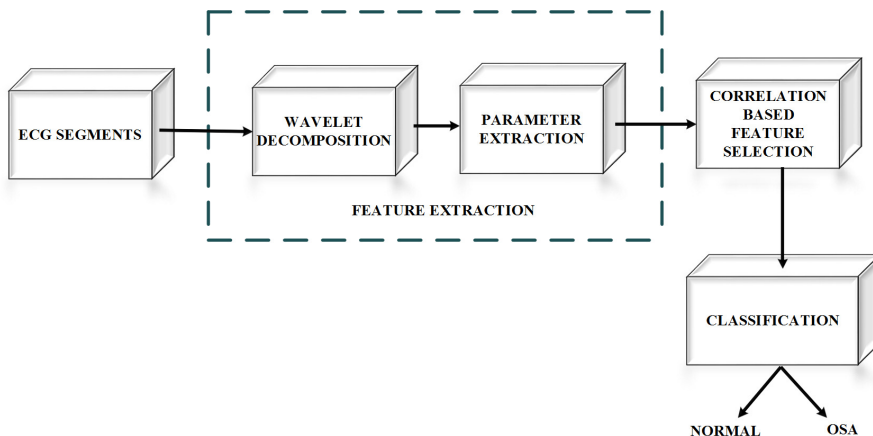 ECG SEGMENTS
WAVELET
DECOMPOSITION
PARAMETER
EXTRACTION
FEATURE EXTRACTION
CORRELATION
BASED
FEATURE
SELECTION
CLASSIFICATION
NORMAL
OSA